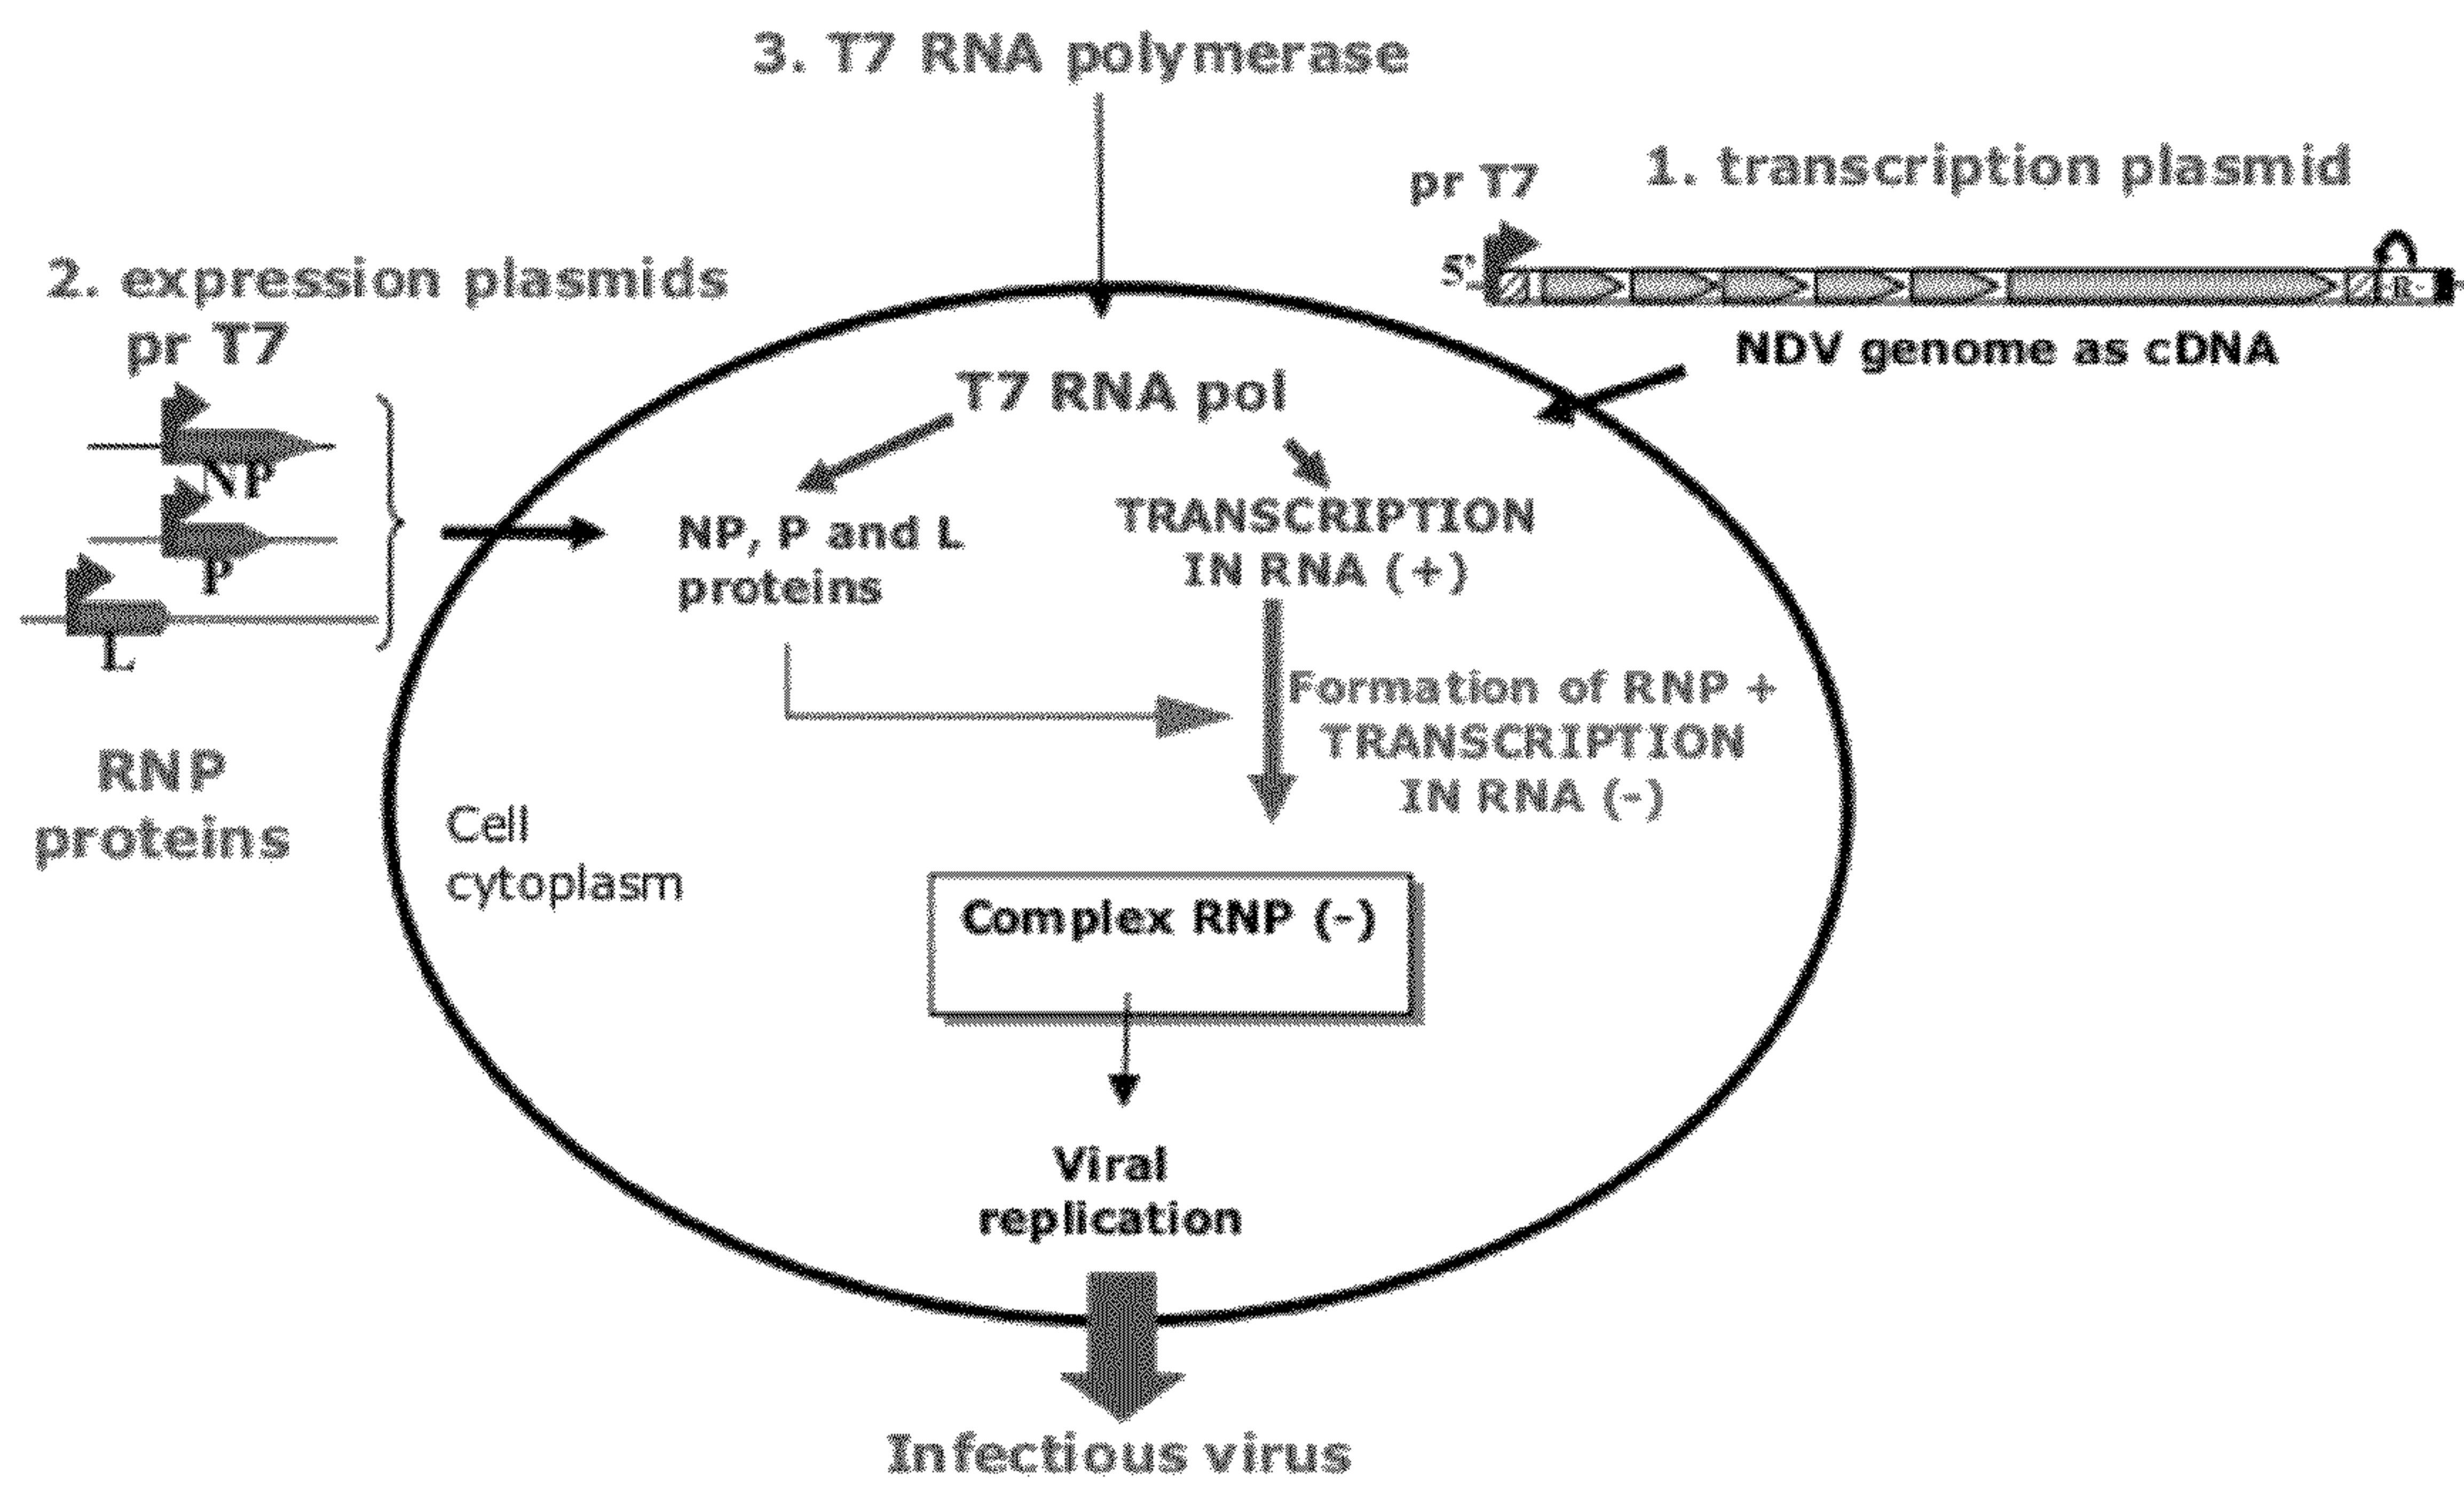 3. T7 RNA polymerase
1. transcription plasmid
pr T7
5'
R
NDV genome as cDNA
2. expression plasmids
pr T7
NP
P
L
RNP
proteins
T7 RNA pol
NP, P and L
proteins
TRANSCRIPTION
IN RNA (+)
Formation of RNP +
TRANSCRIPTION
IN RNA (-)
Cell
cytoplasm
Complex RNP (-)
Viral
replication
Infectious virus